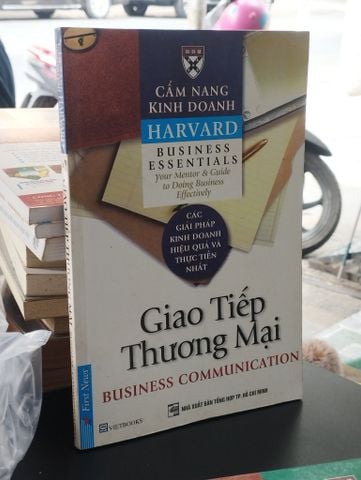 CẨM NANG
KINH DOANH
HARVARD
BUSINESS
ESSENTIALS
Your Mentor & Guide
to Doing Business
Effectively
CÁC
GIẢI PHÁP
KINH DOANH
HIỆU QUẢ VÀ
THỰC TIỄN
NHẤT
Giao Tiếp
Thương Mại
BUSINESS COMMUNICATION
First News
VIETBOOKS
NHÀ XUẤT BẢN TỔNG HỢP TP. HỒ CHÍ MINH